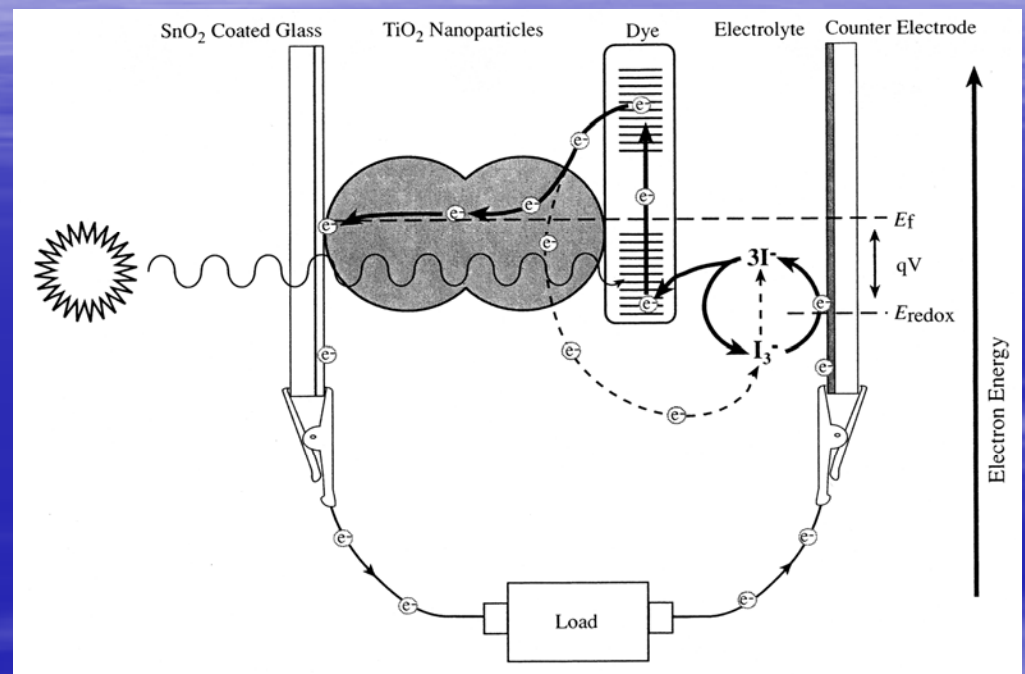 SnO₂ Coated Glass
TiO₂ Nanoparticles
Dye
Electrolyte
Counter Electrode
e-
e-
e-
e-
e-
e-
Ef
e-
e-
3I-
qV
e-
e-
Eredox
e-
e-
I3-
e-
e-
Electron Energy
e-
e-
e-
e-
Load